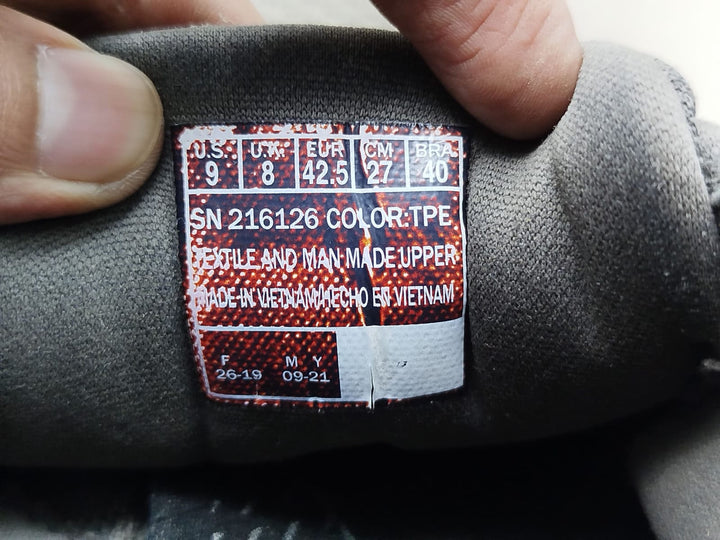 U.S. U.K. EUR CM BRA
9 8 42.5 27 40
SN 216126 COLOR:TPE
TEXTILE AND MAN MADE UPPER
MADE IN VIETNAM/HECHO EN VIETNAM
F M Y
26-19 09-21